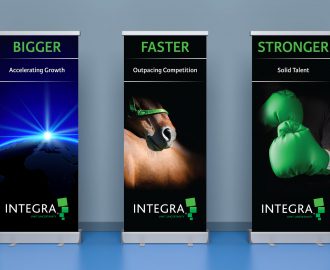 BIGGER
Accelerating Growth
INTEGRA
FASTER
Outpacing Competition
INTEGRA
STRONGER
Solid Talent
INTEGRA